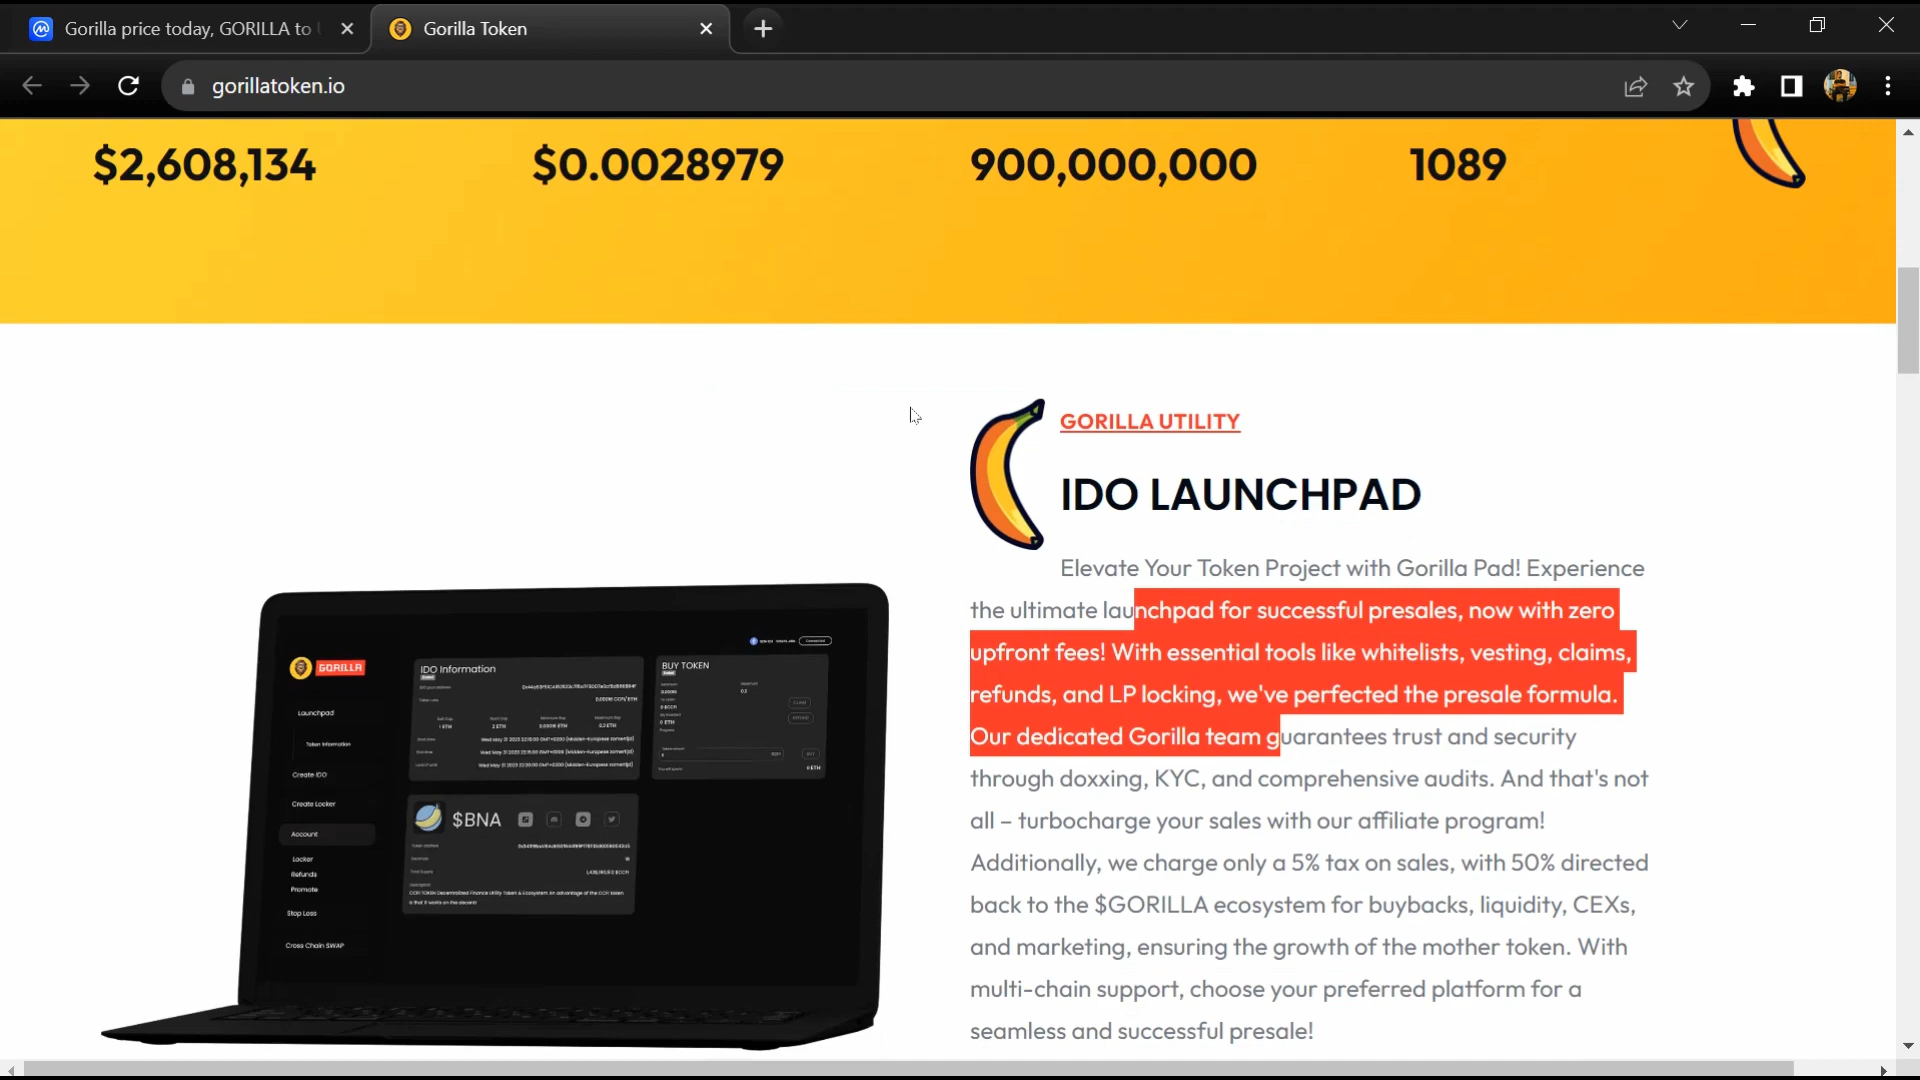 Gorilla price today, GORILLA to
Gorilla Token
gorillatoken.io
$2,608,134
$0.0028979
900,000,000
1089
GORILLA UTILITY
IDO LAUNCHPAD
Elevate Your Token Project with Gorilla Pad! Experience
the ultimate launchpad for successful presales, now with zero
upfront fees! With essential tools like whitelists, vesting, claims,
refunds, and LP locking, we've perfected the presale formula.
Our dedicated Gorilla team guarantees trust and security
through doxxing, KYC, and comprehensive audits. And that's not
all – turbocharge your sales with our affiliate program!
Additionally, we charge only a 5% tax on sales, with 50% directed
back to the $GORILLA ecosystem for buybacks, liquidity, CEXs,
and marketing, ensuring the growth of the mother token. With
multi-chain support, choose your preferred platform for a
seamless and successful presale!
GORILLA
Launchpad
Token Information
Create IDO
Create Locker
Account
Locker
Refunds
Promote
Stop Loss
Cross Chain SWAP
IDO Information
BUY TOKEN
$BNA